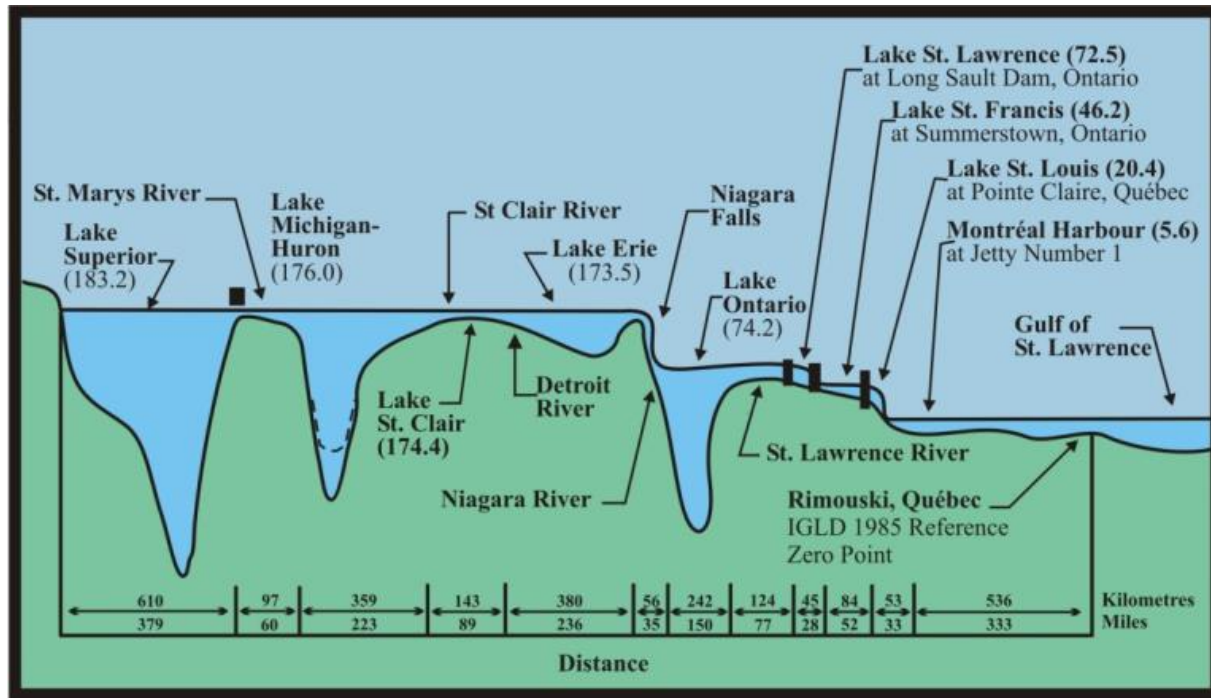 Lake St. Lawrence (72.5)
at Long Sault Dam, Ontario
Lake St. Francis (46.2)
at Summerstown, Ontario
Lake St. Louis (20.4)
at Pointe Claire, Québec
Montréal Harbour (5.6)
at Jetty Number 1
St. Marys River
Lake
Superior
(183.2)
Lake
Michigan-
Huron
(176.0)
St Clair River
Lake Erie
(173.5)
Niagara
Falls
Lake
Ontario
(74.2)
Gulf of
St. Lawrence
Lake
St. Clair
(174.4)
Detroit
River
Niagara River
St. Lawrence River
Rimouski, Québec
IGLD 1985 Reference
Zero Point
610 97 359 143 380 56 242 124 45 84 53 536 Kilometres
379 60 223 89 236 35 150 77 28 52 33 333 Miles
Distance